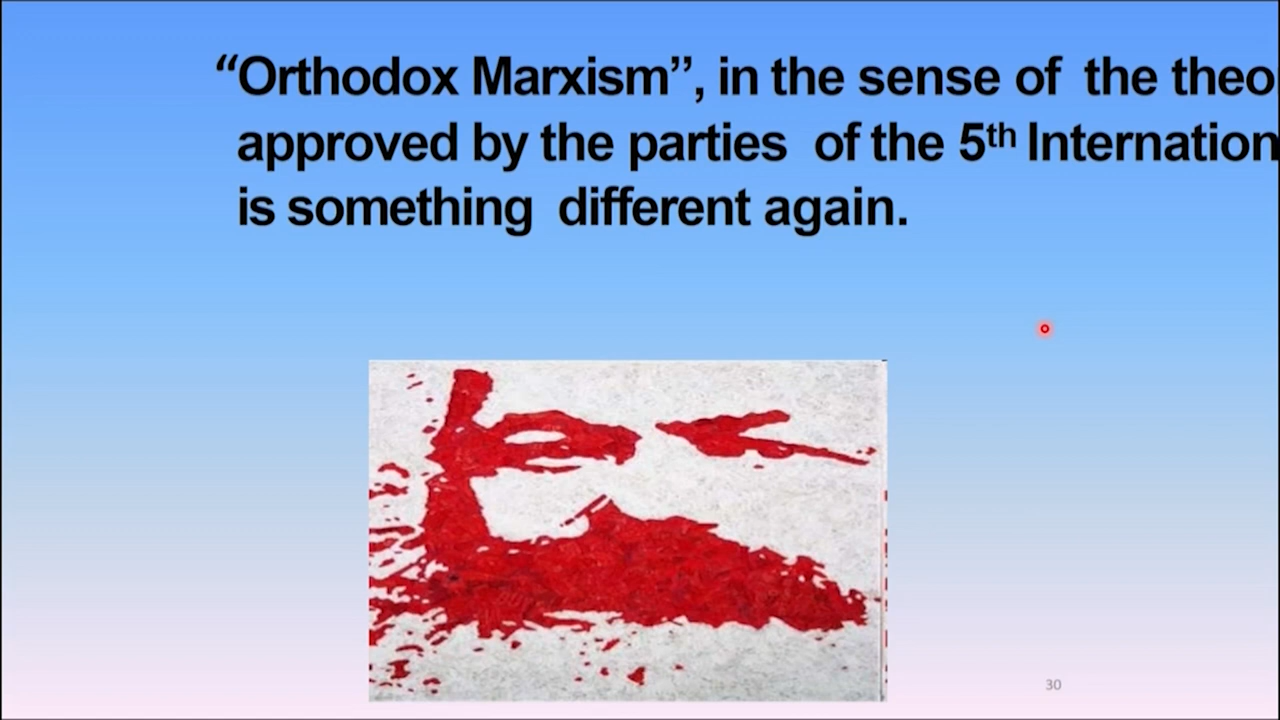 “Orthodox Marxism”, in the sense of the theo
approved by the parties of the 5th Internation
is something different again.
30